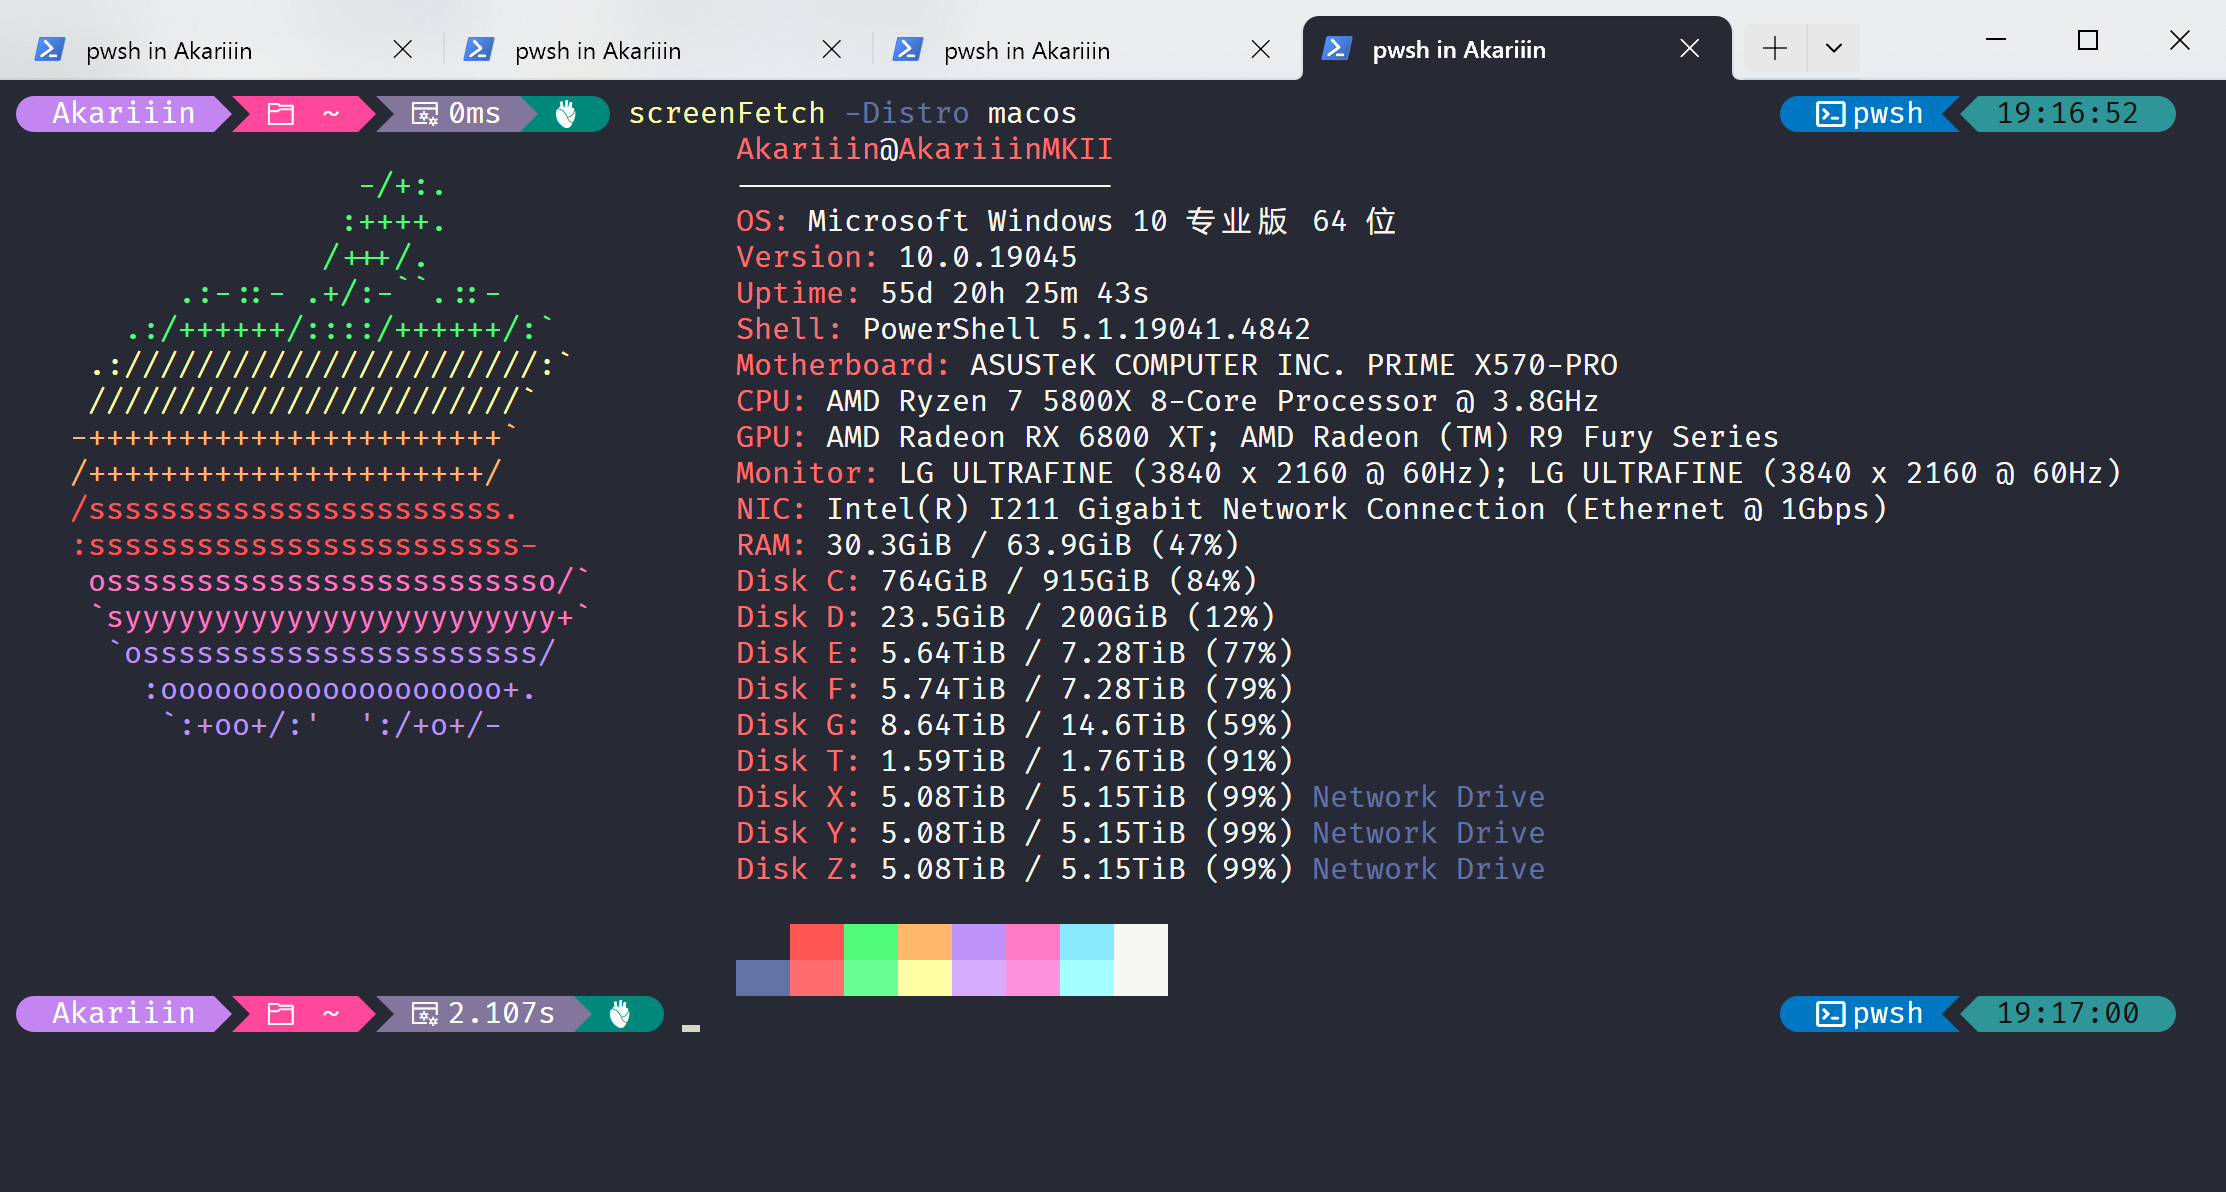 pwsh in Akariiin
pwsh in Akariiin
pwsh in Akariiin
pwsh in Akariiin
Akariiin ~ 0ms screenFetch -Distro macos pwsh 19:16:52
Akariiin@AkariiinMKII
-/+:.
:++++.
OS: Microsoft Windows 10 专业版 64 位
/+++/.
Version: 10.0.19045
.:-::- .+/:-``.::-
Uptime: 55d 20h 25m 43s
.:/++++++/::::/++++++/:`
Shell: PowerShell 5.1.19041.4842
.:///////////////////////:`
Motherboard: ASUSTeK COMPUTER INC. PRIME X570-PRO
////////////////////////`
CPU: AMD Ryzen 7 5800X 8-Core Processor @ 3.8GHz
-+++++++++++++++++++++++`
GPU: AMD Radeon RX 6800 XT; AMD Radeon (TM) R9 Fury Series
/++++++++++++++++++++++/
Monitor: LG ULTRAFINE (3840 x 2160 @ 60Hz); LG ULTRAFINE (3840 x 2160 @ 60Hz)
/sssssssssssssssssssssss.
NIC: Intel(R) I211 Gigabit Network Connection (Ethernet @ 1Gbps)
:ssssssssssssssssssssssss-
RAM: 30.3GiB / 63.9GiB (47%)
osssssssssssssssssssssssso/`
Disk C: 764GiB / 915GiB (84%)
`syyyyyyyyyyyyyyyyyyyyyyyy+`
Disk D: 23.5GiB / 200GiB (12%)
`ossssssssssssssssssssss/
Disk E: 5.64TiB / 7.28TiB (77%)
:ooooooooooooooooooo+.
Disk F: 5.74TiB / 7.28TiB (79%)
`:+oo+/:'  ':/+o+/-
Disk G: 8.64TiB / 14.6TiB (59%)
Disk T: 1.59TiB / 1.76TiB (91%)
Disk X: 5.08TiB / 5.15TiB (99%) Network Drive
Disk Y: 5.08TiB / 5.15TiB (99%) Network Drive
Disk Z: 5.08TiB / 5.15TiB (99%) Network Drive
Akariiin ~ 2.107s pwsh 19:17:00